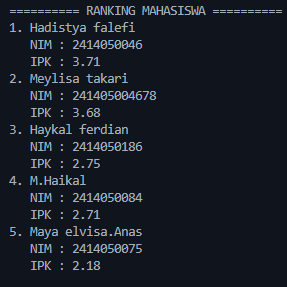 ========== RANKING MAHASISWA ==========
1. Hadistya falefi
NIM : 2414050046
IPK : 3.71
2. Meylisa takari
NIM : 241405004678
IPK : 3.68
3. Haykal ferdian
NIM : 2414050186
IPK : 2.75
4. M.Haikal
NIM : 2414050084
IPK : 2.71
5. Maya elvisa.Anas
NIM : 2414050075
IPK : 2.18